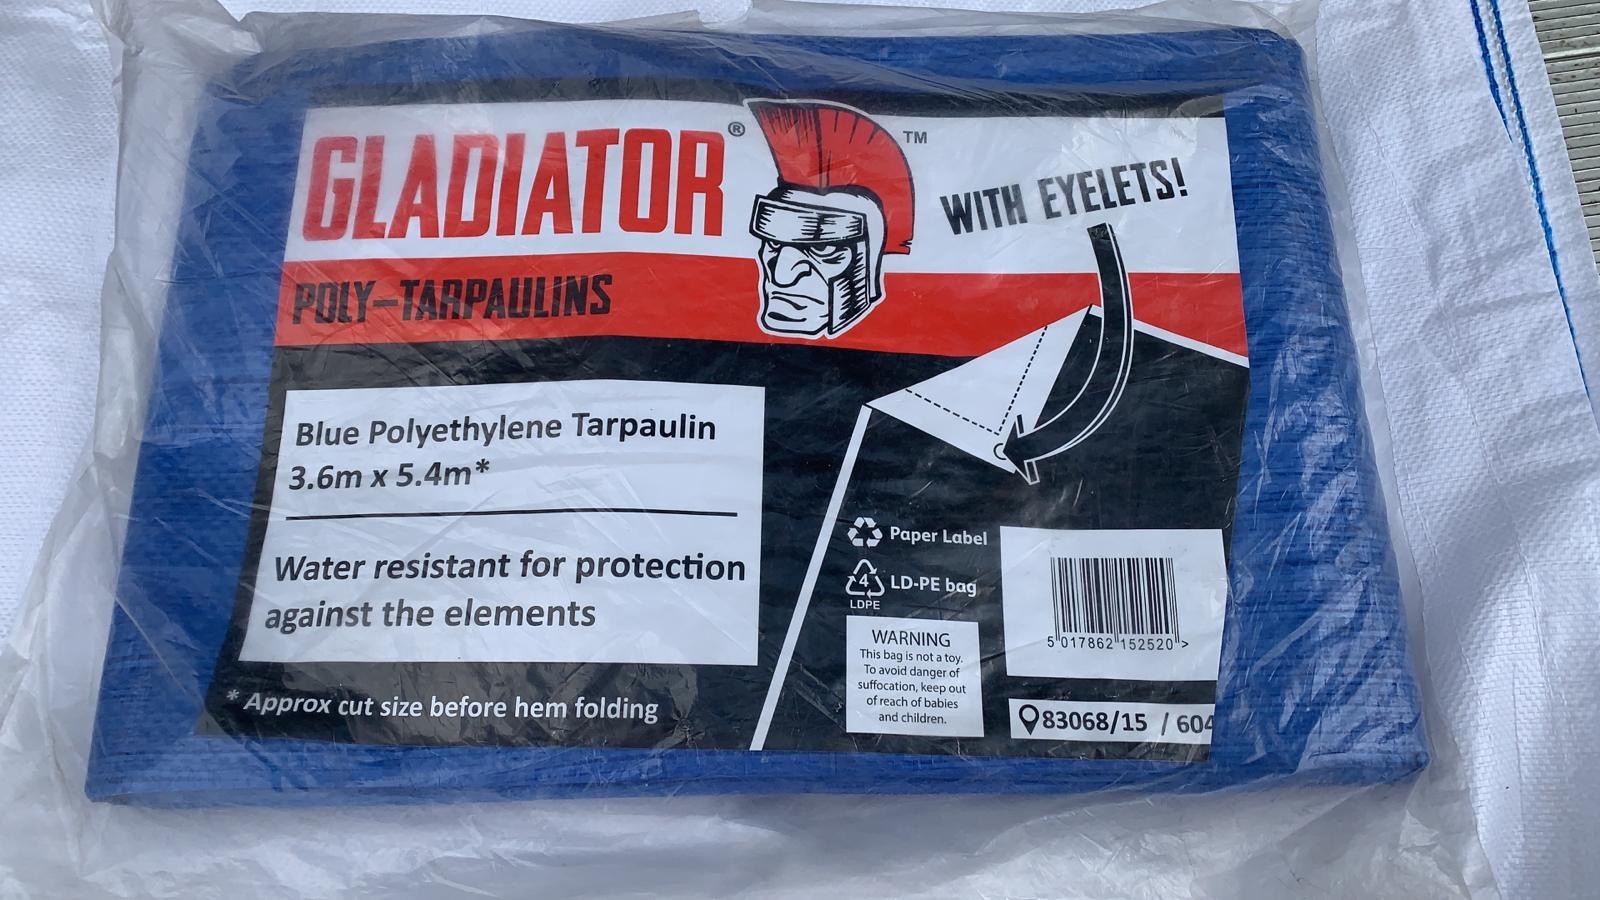 GLADIATOR®
TM
WITH EYELETS!
POLY-TARPAULINS
Blue Polyethylene Tarpaulin
3.6m x 5.4m*
Water resistant for protection
against the elements
* Approx cut size before hem folding
Paper Label
4
LDPE
LD-PE bag
WARNING
This bag is not a toy.
To avoid danger of
suffocation, keep out
of reach of babies
and children.
5 017862 152520 >
83068/15 / 604